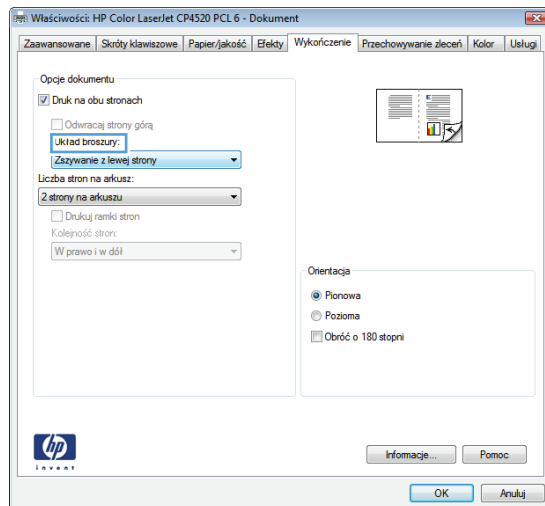 Właściwości: HP Color LaserJet CP4520 PCL 6 - Dokument
Zaawansowane Skróty klawiszowe Papier/jakość Efekty Wykończenie Przechowywanie zleceń Kolor Usługi
Opcje dokumentu
Druk na obu stronach
Odwracaj strony górą
Układ broszury:
Zszywanie z lewej strony
Liczba stron na arkusz:
2 strony na arkuszu
Drukuj ramki stron
Kolejność stron:
W prawo i w dół
Orientacja
Pionowa
Pozioma
Obróć o 180 stopni
hp
invent
Informacje... Pomoc
OK Anuluj